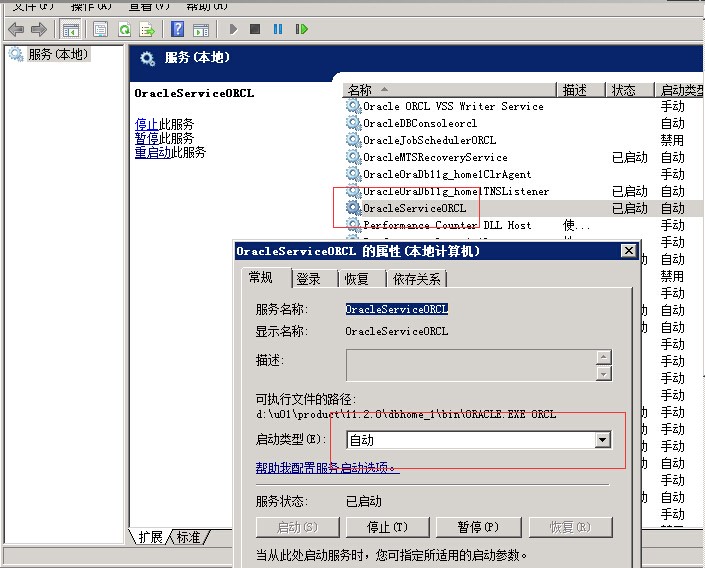 文件(F) 操作(A) 查看(V) 帮助(H)
服务(本地)
服务(本地)
OracleServiceORCL
停止此服务
暂停此服务
重启动此服务
名称 描述 状态 启动类型
Oracle ORCL VSS Writer Service 手动
OracleDBConsoleorcl 自动
OracleJobSchedulerORCL 禁用
OracleMTSRecoveryService 已启动 自动
OracleOraDb11g_home1ClrAgent 手动
OracleOraDb11g_home1TNSListener 已启动 自动
OracleServiceORCL 已启动 自动
Performance Counter DLL Host 使... 手动
手动
自动
禁用
手动
自动
自动
手动
手动
手动
自动
手动
手动
手动
自动
自动
自动
手动
OracleServiceORCL 的属性(本地计算机)
常规 登录 恢复 依存关系
服务名称: OracleServiceORCL
显示名称: OracleServiceORCL
描述:
可执行文件的路径:
d:\u01\product\11.2.0\dbhome_1\bin\ORACLE.EXE ORCL
启动类型(E): 自动
帮助我配置服务启动选项。
服务状态: 已启动
启动(S) 停止(T) 暂停(P) 恢复(R)
当从此处启动服务时，您可指定所适用的启动参数。
扩展 标准